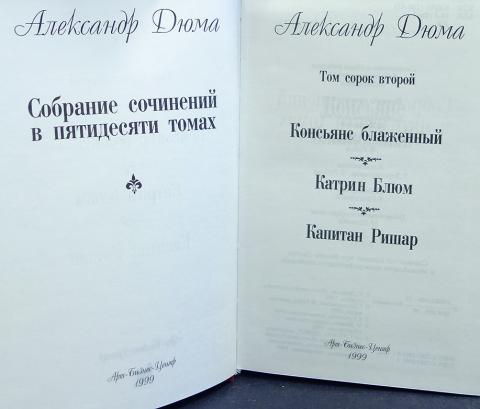 Александр Дюма
Собрание сочинений
в пятидесяти томах
Арт-Бизнес-Центр
1999
Александр Дюма
Том сорок второй
Консьянс блаженный
Катрин Блюм
Капитан Ришар
Арт-Бизнес-Центр
1999